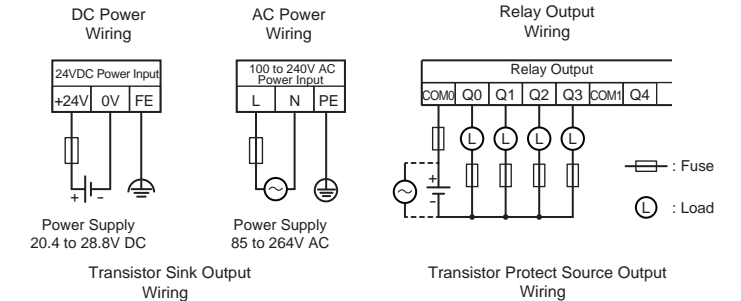 DC Power
Wiring
AC Power
Wiring
Relay Output
Wiring
24VDC Power Input
+24V 0V FE
100 to 240V AC
Power Input
L N PE
Relay Output
COM0 Q0 Q1 Q2 Q3 COM1 Q4
L L L L
+ -
+
-
: Fuse
L : Load
Power Supply
20.4 to 28.8V DC
Power Supply
85 to 264V AC
Transistor Sink Output
Wiring
Transistor Protect Source Output
Wiring